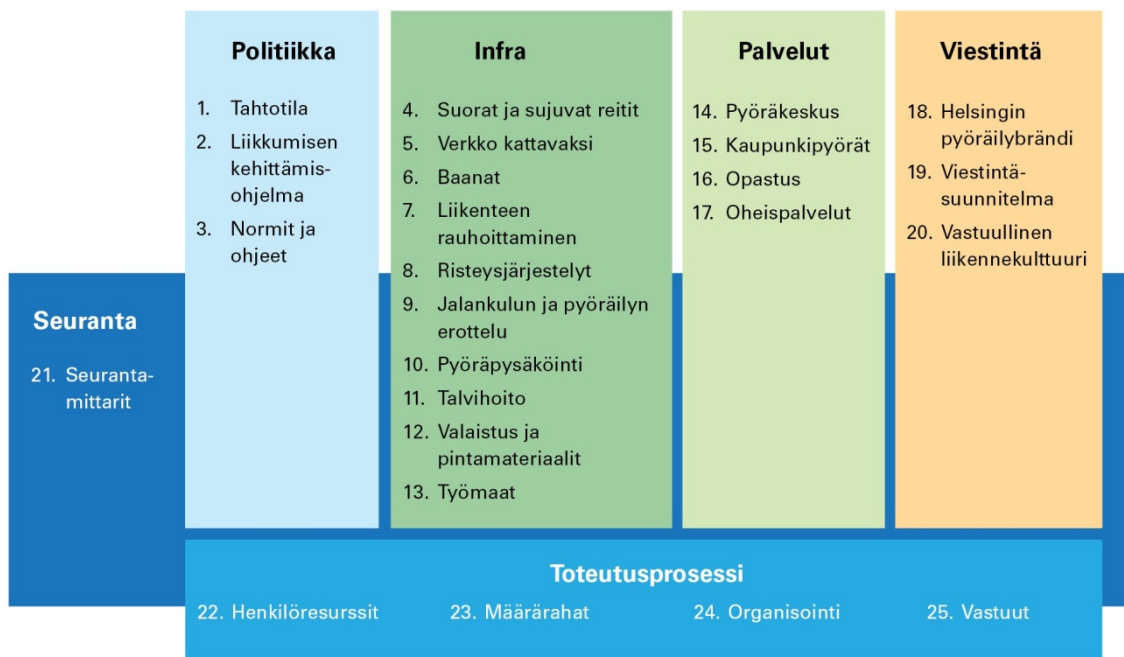 Politiikka
1. Tahtotila
2. Liikkumisen
kehittämis-
ohjelma
3. Normit ja
ohjeet
Infra
4. Suorat ja sujuvat reitit
5. Verkko kattavaksi
6. Baanat
7. Liikenteen
rauhoittaminen
8. Risteysjärjestelyt
9. Jalankulun ja pyöräilyn
erottelu
10. Pyöräpysäköinti
11. Talvihoito
12. Valaistus ja
pintamateriaalit
13. Työmaat
Palvelut
14. Pyöräkeskus
15. Kaupunkipyörät
16. Opastus
17. Oheispalvelut
Viestintä
18. Helsingin
pyöräilybrändi
19. Viestintä-
suunnitelma
20. Vastuullinen
liikennekulttuuri
Seuranta
21. Seuranta-
mittarit
Toteutusprosessi
22. Henkilöresurssit
23. Määrärahat
24. Organisointi
25. Vastuut